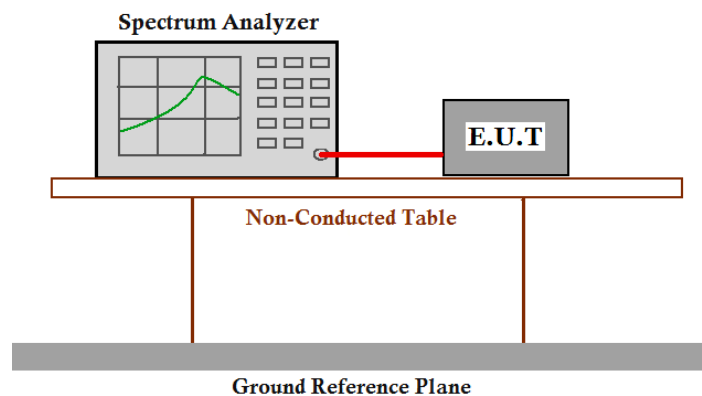 Spectrum Analyzer
E.U.T
Non-Conducted Table
Ground Reference Plane